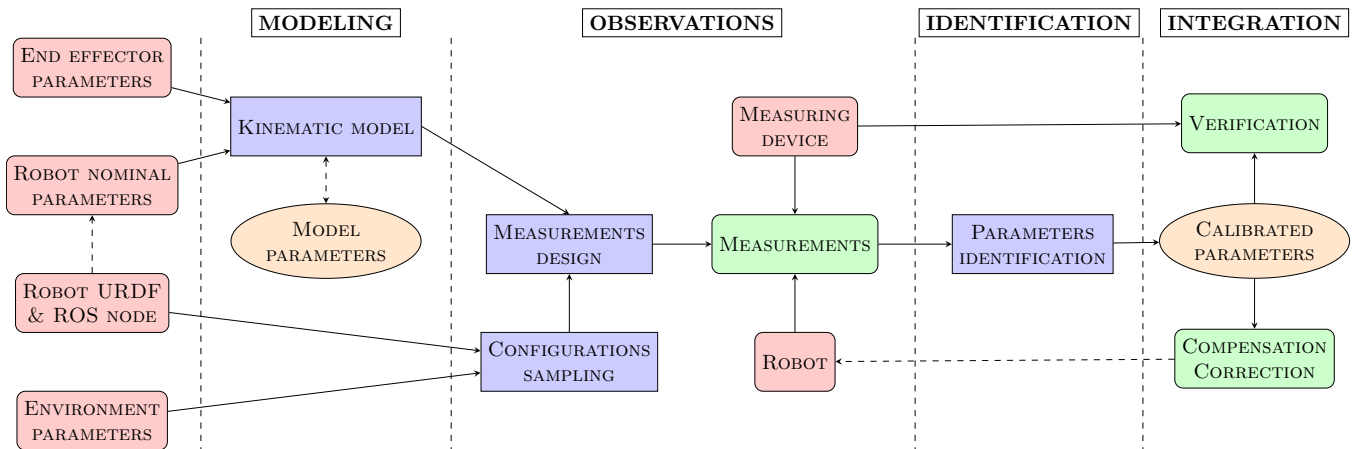 MODELING
OBSERVATIONS
IDENTIFICATION
INTEGRATION
END EFFECTOR
PARAMETERS
KINEMATIC MODEL
MEASURING
DEVICE
VERIFICATION
ROBOT NOMINAL
PARAMETERS
MODEL
PARAMETERS
MEASUREMENTS
DESIGN
MEASUREMENTS
PARAMETERS
IDENTIFICATION
CALIBRATED
PARAMETERS
ROBOT URDF
& ROS NODE
CONFIGURATIONS
SAMPLING
ROBOT
COMPENSATION
CORRECTION
ENVIRONMENT
PARAMETERS